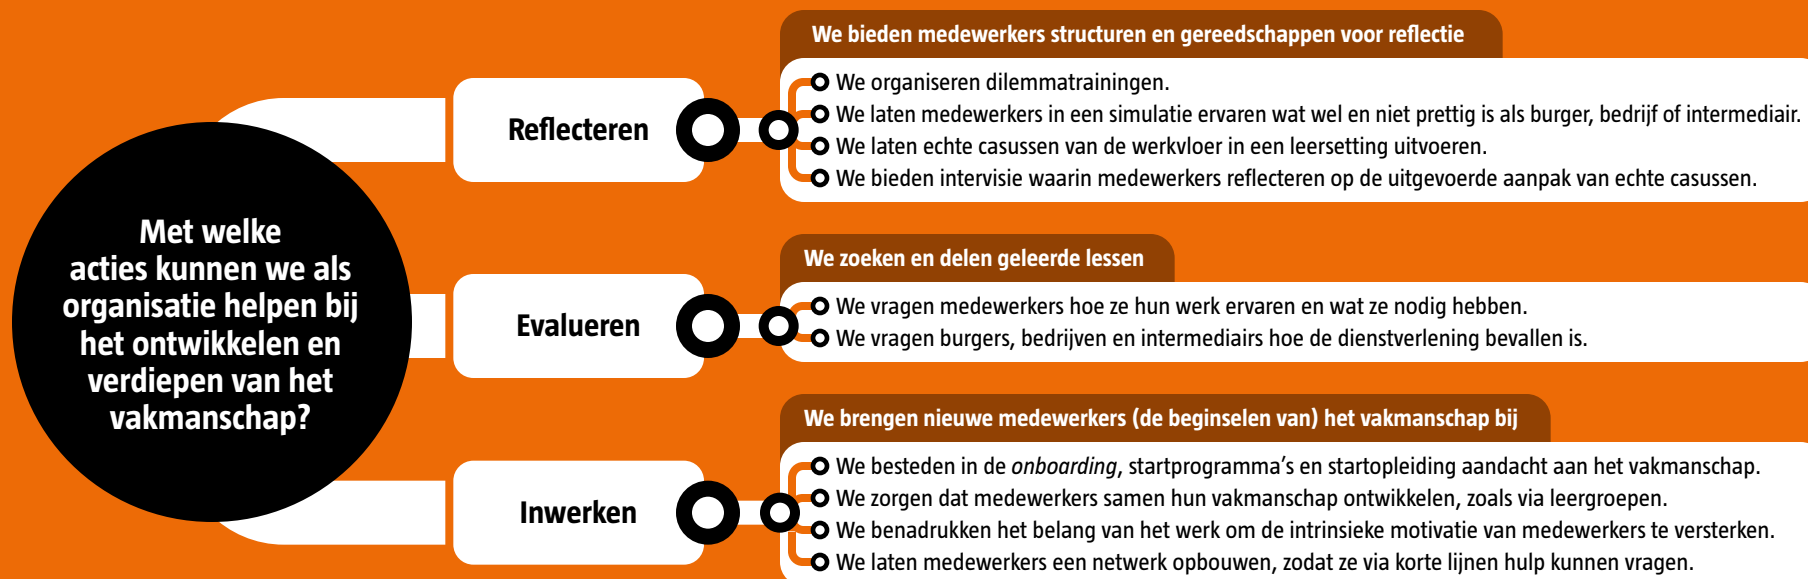 Met welke
acties kunnen we als
organisatie helpen bij
het ontwikkelen en
verdiepen van het
vakmanschap?
Reflecteren
We bieden medewerkers structuren en gereedschappen voor reflectie
We organiseren dilemmatrainingen.
We laten medewerkers in een simulatie ervaren wat wel en niet prettig is als burger, bedrijf of intermediair.
We laten echte casussen van de werkvloer in een leersetting uitvoeren.
We bieden intervisie waarin medewerkers reflecteren op de uitgevoerde aanpak van echte casussen.
Evalueren
We zoeken en delen geleerde lessen
We vragen medewerkers hoe ze hun werk ervaren en wat ze nodig hebben.
We vragen burgers, bedrijven en intermediairs hoe de dienstverlening bevallen is.
Inwerken
We brengen nieuwe medewerkers (de beginselen van) het vakmanschap bij
We besteden in de onboarding, startprogramma's en startopleiding aandacht aan het vakmanschap.
We zorgen dat medewerkers samen hun vakmanschap ontwikkelen, zoals via leergroepen.
We benadrukken het belang van het werk om de intrinsieke motivatie van medewerkers te versterken.
We laten medewerkers een netwerk opbouwen, zodat ze via korte lijnen hulp kunnen vragen.